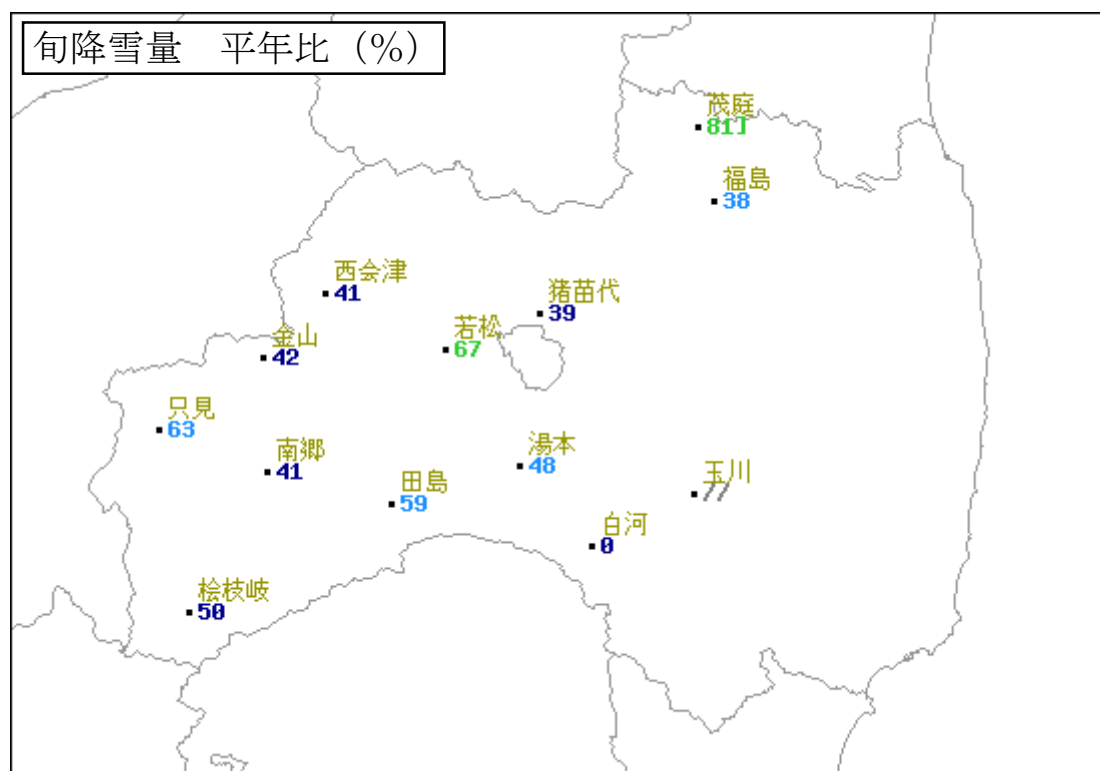 旬降雪量　平年比（%）
茂庭
81]
福島
38
西会津
41
猪苗代
39
金山
42
若松
67
只見
63
南郷
41
湯本
48
田島
59
玉川
//
白河
0
桧枝岐
50